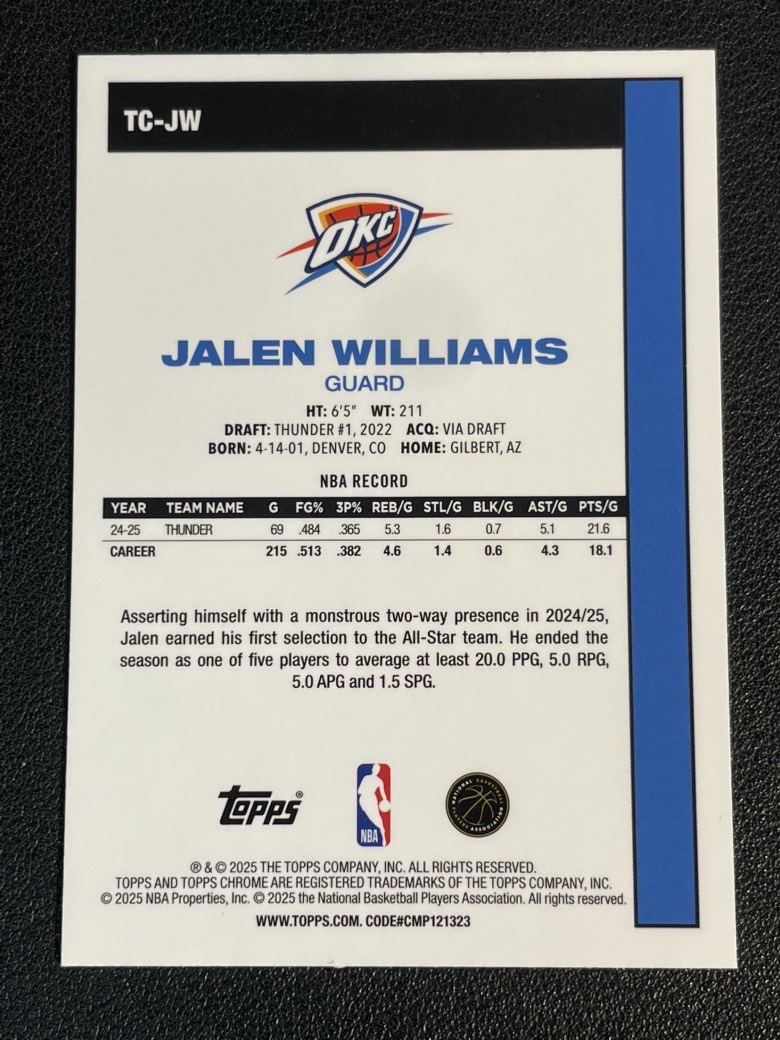 TC-JW
OKC
JALEN WILLIAMS
GUARD
HT: 6'5" WT: 211
DRAFT: THUNDER #1, 2022 ACQ: VIA DRAFT
BORN: 4-14-01, DENVER, CO HOME: GILBERT, AZ
NBA RECORD
YEAR TEAM NAME G FG% 3P% REB/G STL/G BLK/G AST/G PTS/G
24-25 THUNDER 69 .484 .365 5.3 1.6 0.7 5.1 21.6
CAREER 215 .513 .382 4.6 1.4 0.6 4.3 18.1
Asserting himself with a monstrous two-way presence in 2024/25,
Jalen earned his first selection to the All-Star team. He ended the
season as one of five players to average at least 20.0 PPG, 5.0 RPG,
5.0 APG and 1.5 SPG.
Topps®
NBA
NATIONAL BASKETBALL PLAYERS ASSOCIATION
® & © 2025 THE TOPPS COMPANY, INC. ALL RIGHTS RESERVED.
TOPPS AND TOPPS CHROME ARE REGISTERED TRADEMARKS OF THE TOPPS COMPANY, INC.
© 2025 NBA Properties, Inc. © 2025 the National Basketball Players Association. All rights reserved.
WWW.TOPPS.COM. CODE#CMP121323